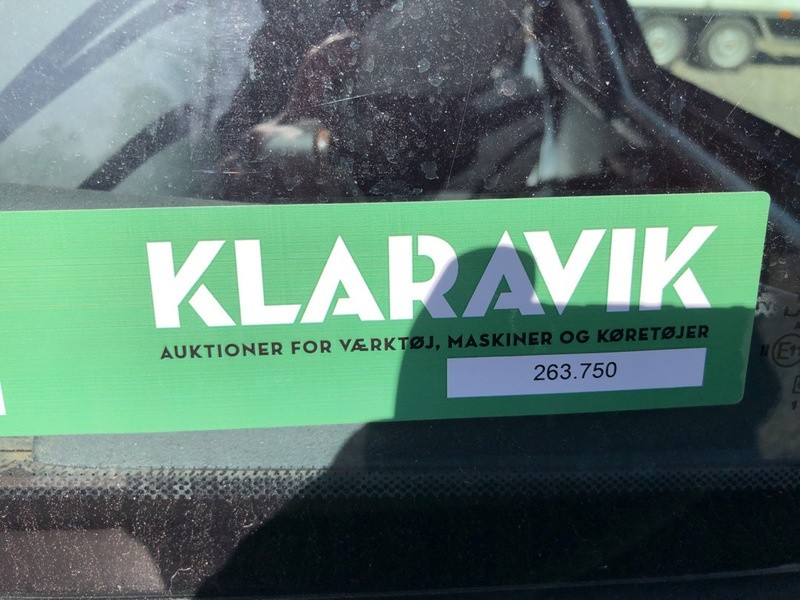 KLARAVIK
AUKTIONER FOR VÆRKTØJ, MASKINER OG KØRETØJER
263.750